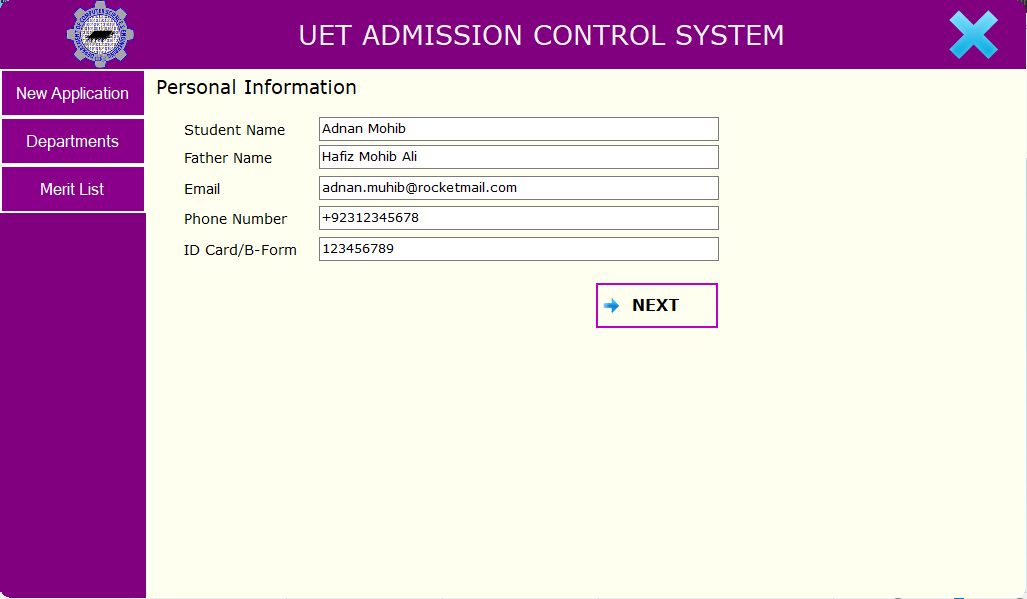 UET ADMISSION CONTROL SYSTEM
New Application
Departments
Merit List
Personal Information
Student Name Adnan Mohib
Father Name Hafiz Mohib Ali
Email adnan.muhib@rocketmail.com
Phone Number +92312345678
ID Card/B-Form 123456789
NEXT